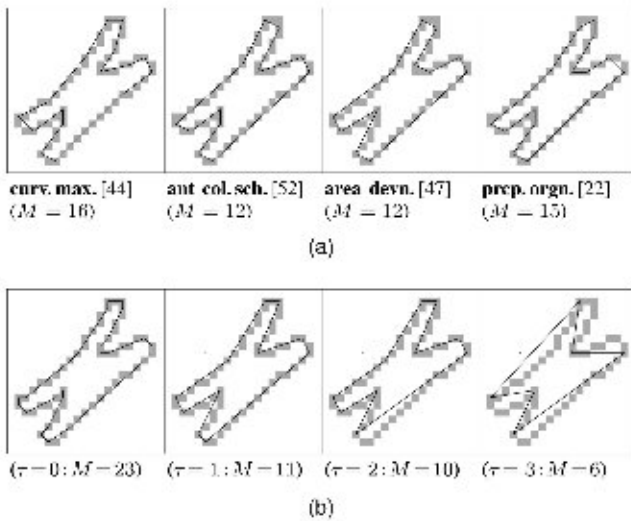 curv. max. [44]
(M = 16)
ant col. sch. [52]
(M = 12)
area devn. [47]
(M = 12)
prcp. orgn. [22]
(M = 15)
(a)
(τ=0 : M=23)
(τ=1 : M=11)
(τ=2 : M=10)
(τ=3 : M=6)
(b)